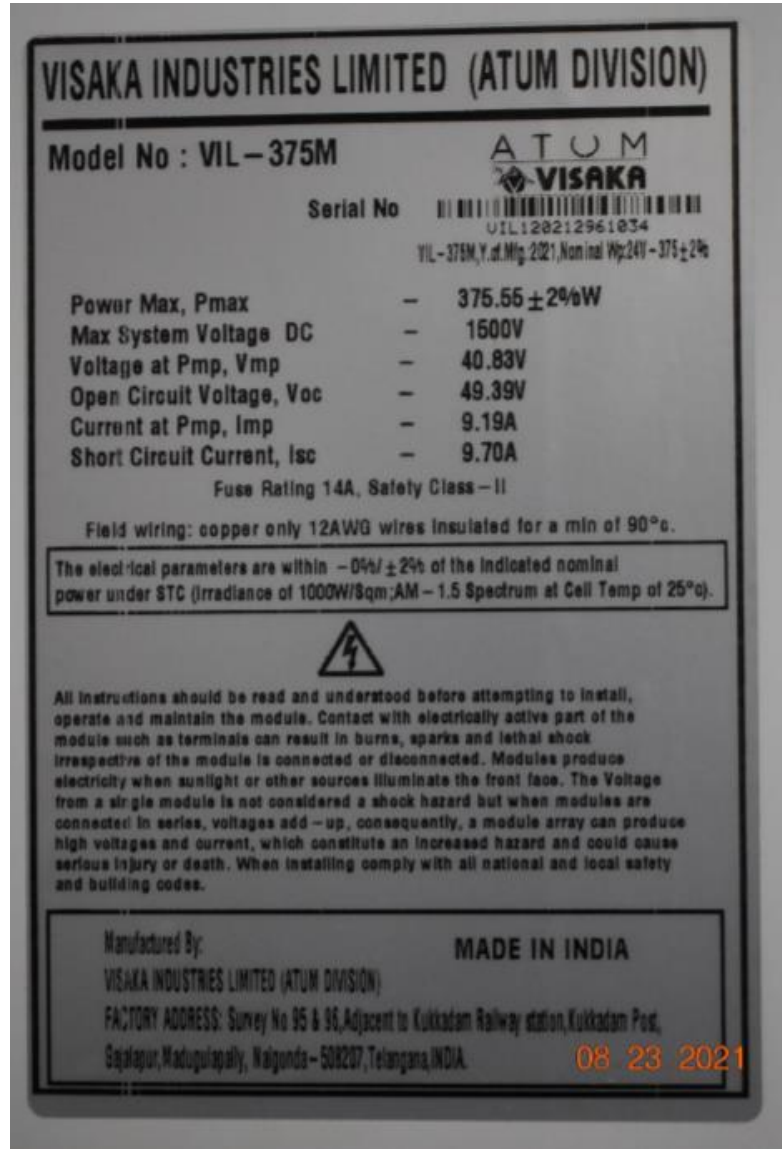 VISAKA INDUSTRIES LIMITED (ATUM DIVISION)
Model No : VIL-375M
ATUM
VISAKA
Serial No
VIL120212961034
VIL-375M,Y.of.Mfg:2021,Nominal Wp:24V-375±2%
Power Max, Pmax - 375.55±2%W
Max System Voltage DC - 1500V
Voltage at Pmp, Vmp - 40.83V
Open Circuit Voltage, Voc - 49.39V
Current at Pmp, Imp - 9.19A
Short Circuit Current, Isc - 9.70A
Fuse Rating 14A, Safety Class-II
Field wiring: copper only 12AWG wires insulated for a min of 90°c.
The electrical parameters are within -0%/±2% of the indicated nominal
power under STC (Irradiance of 1000W/Sqm;AM-1.5 Spectrum at Cell Temp of 25°c).
All Instructions should be read and understood before attempting to install,
operate and maintain the module. Contact with electrically active part of the
module such as terminals can result in burns, sparks and lethal shock
irrespective of the module is connected or disconnected. Modules produce
electricity when sunlight or other sources illuminate the front face. The Voltage
from a single module is not considered a shock hazard but when modules are
connected in series, voltages add-up, consequently, a module array can produce
high voltages and current, which constitute an increased hazard and could cause
serious injury or death. When installing comply with all national and local safety
and building codes.
Manufactured By:
MADE IN INDIA
VISAKA INDUSTRIES LIMITED (ATUM DIVISION)
FACTORY ADDRESS: Survey No 95 & 96,Adjacent to Kukkadam Railway station,Kukkadam Post,
Gajalapur,Madugulapally, Nalgonda-508207,Telangana,INDIA.
08 23 2021